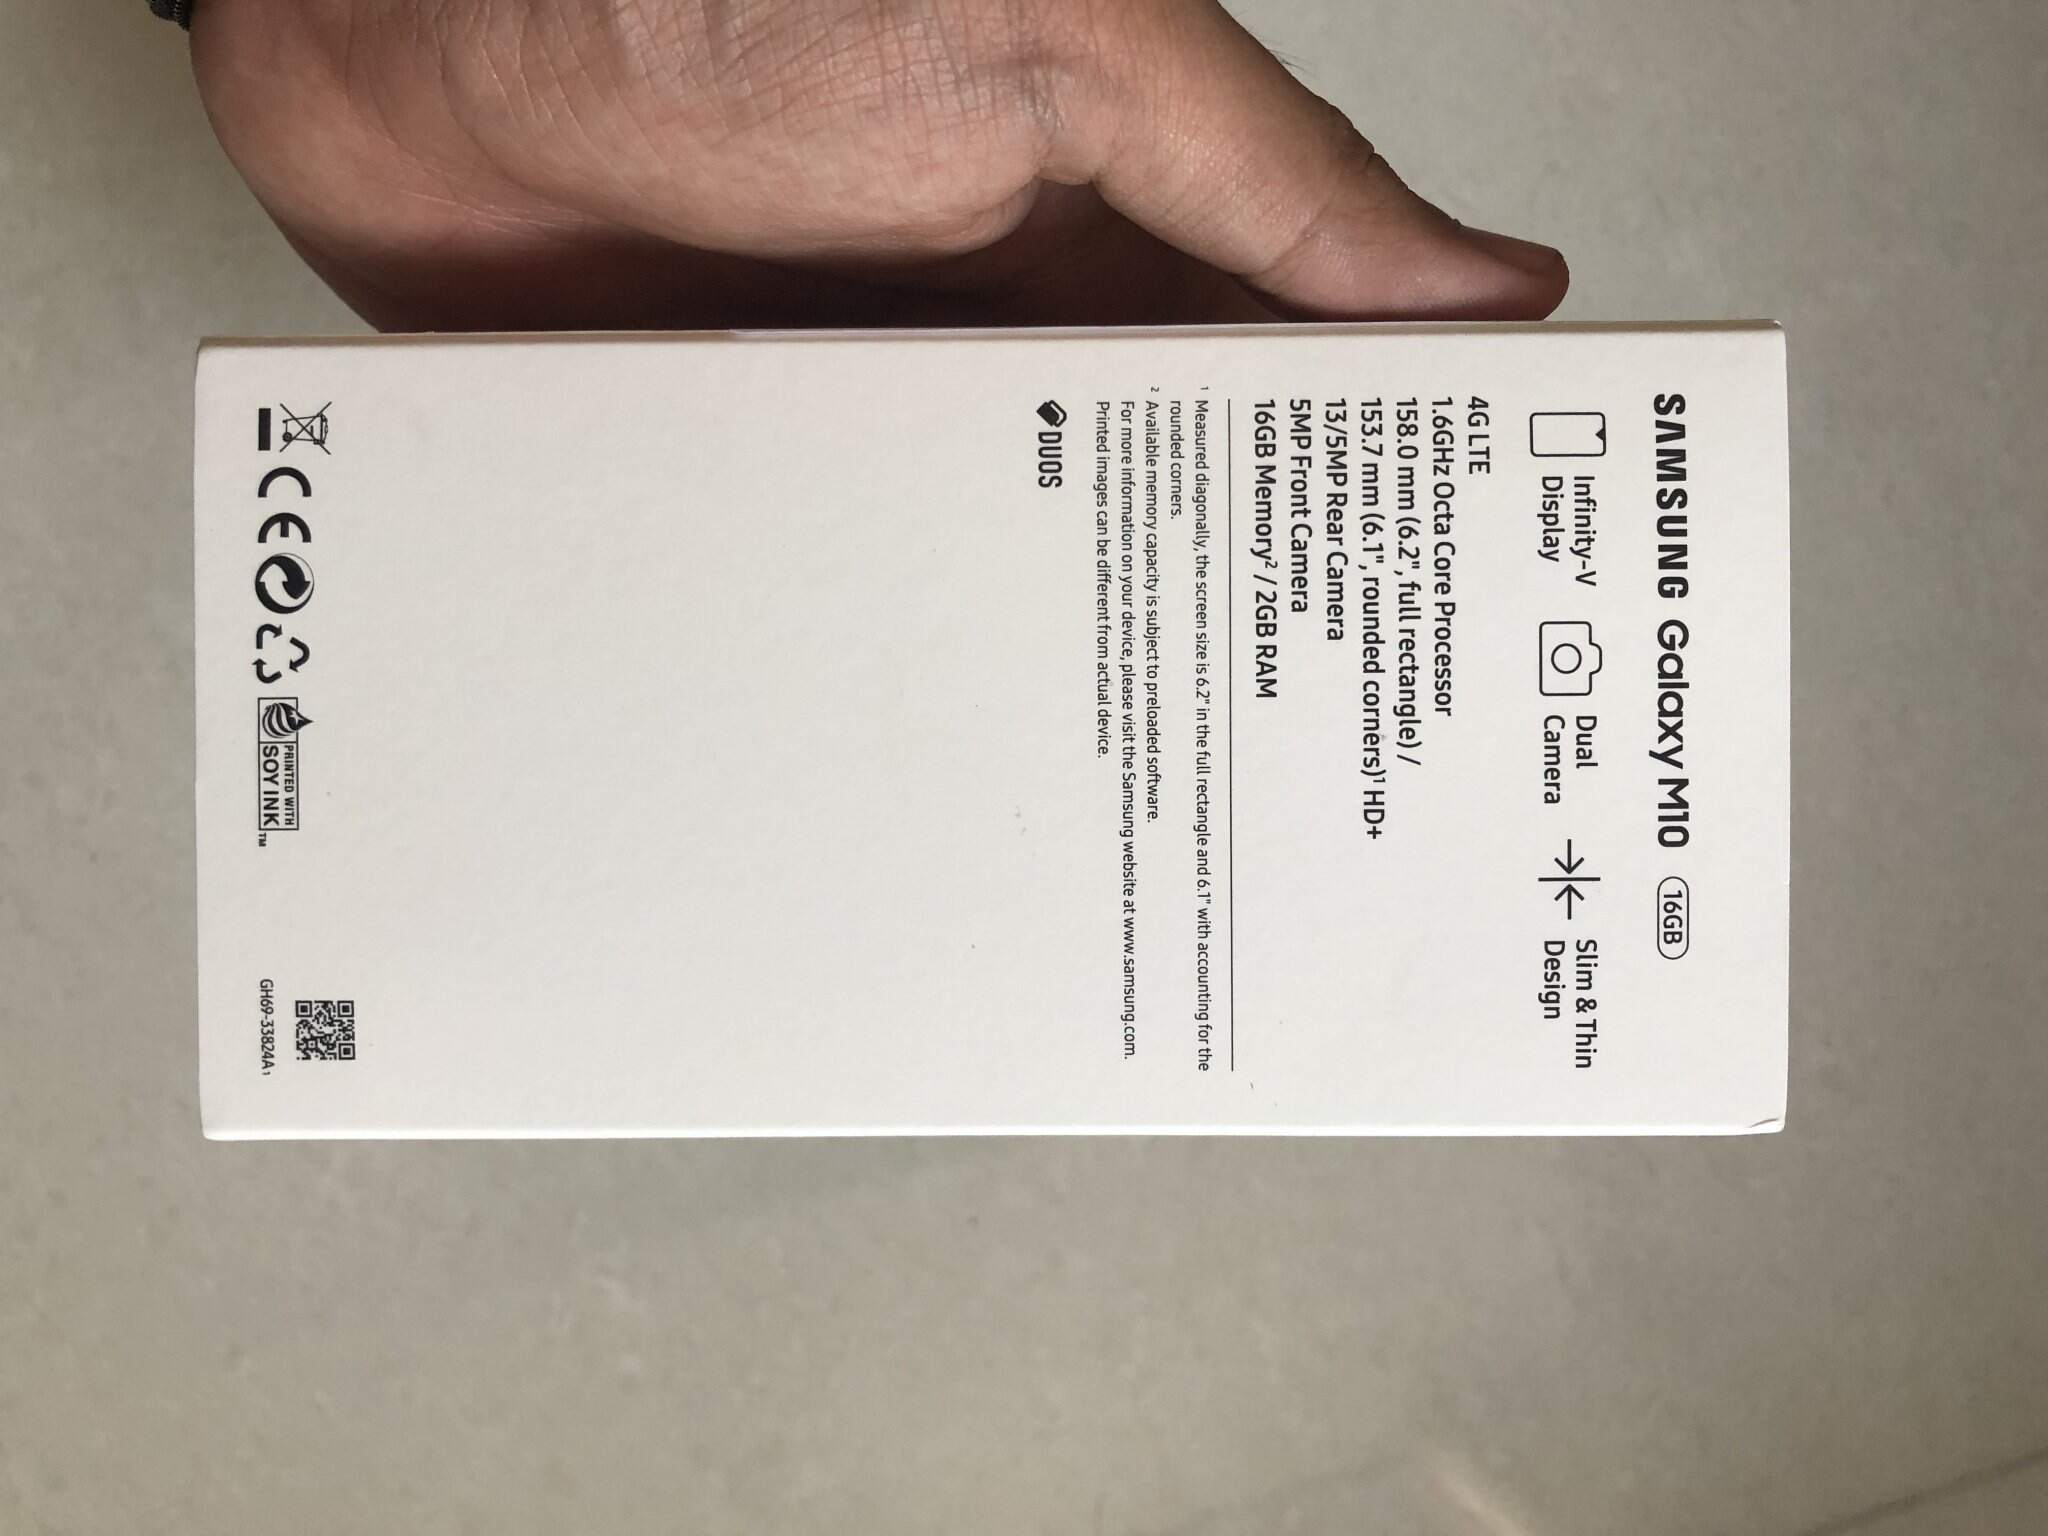 SAMSUNG Galaxy M10 16GB
Infinity-V
Display
Dual
Camera
Slim & Thin
Design
4G LTE
1.6GHz Octa Core Processor
158.0 mm (6.2", full rectangle) /
153.7 mm (6.1", rounded corners)¹ HD+
13/5MP Rear Camera
5MP Front Camera
16GB Memory² / 2GB RAM
¹ Measured diagonally, the screen size is 6.2" in the full rectangle and 6.1" with accounting for the
rounded corners.
² Available memory capacity is subject to preloaded software.
For more information on your device, please visit the Samsung website at www.samsung.com.
Printed images can be different from actual device.
DUOS
CE
PRINTED WITH
SOY INK™
GH69-33824A 1